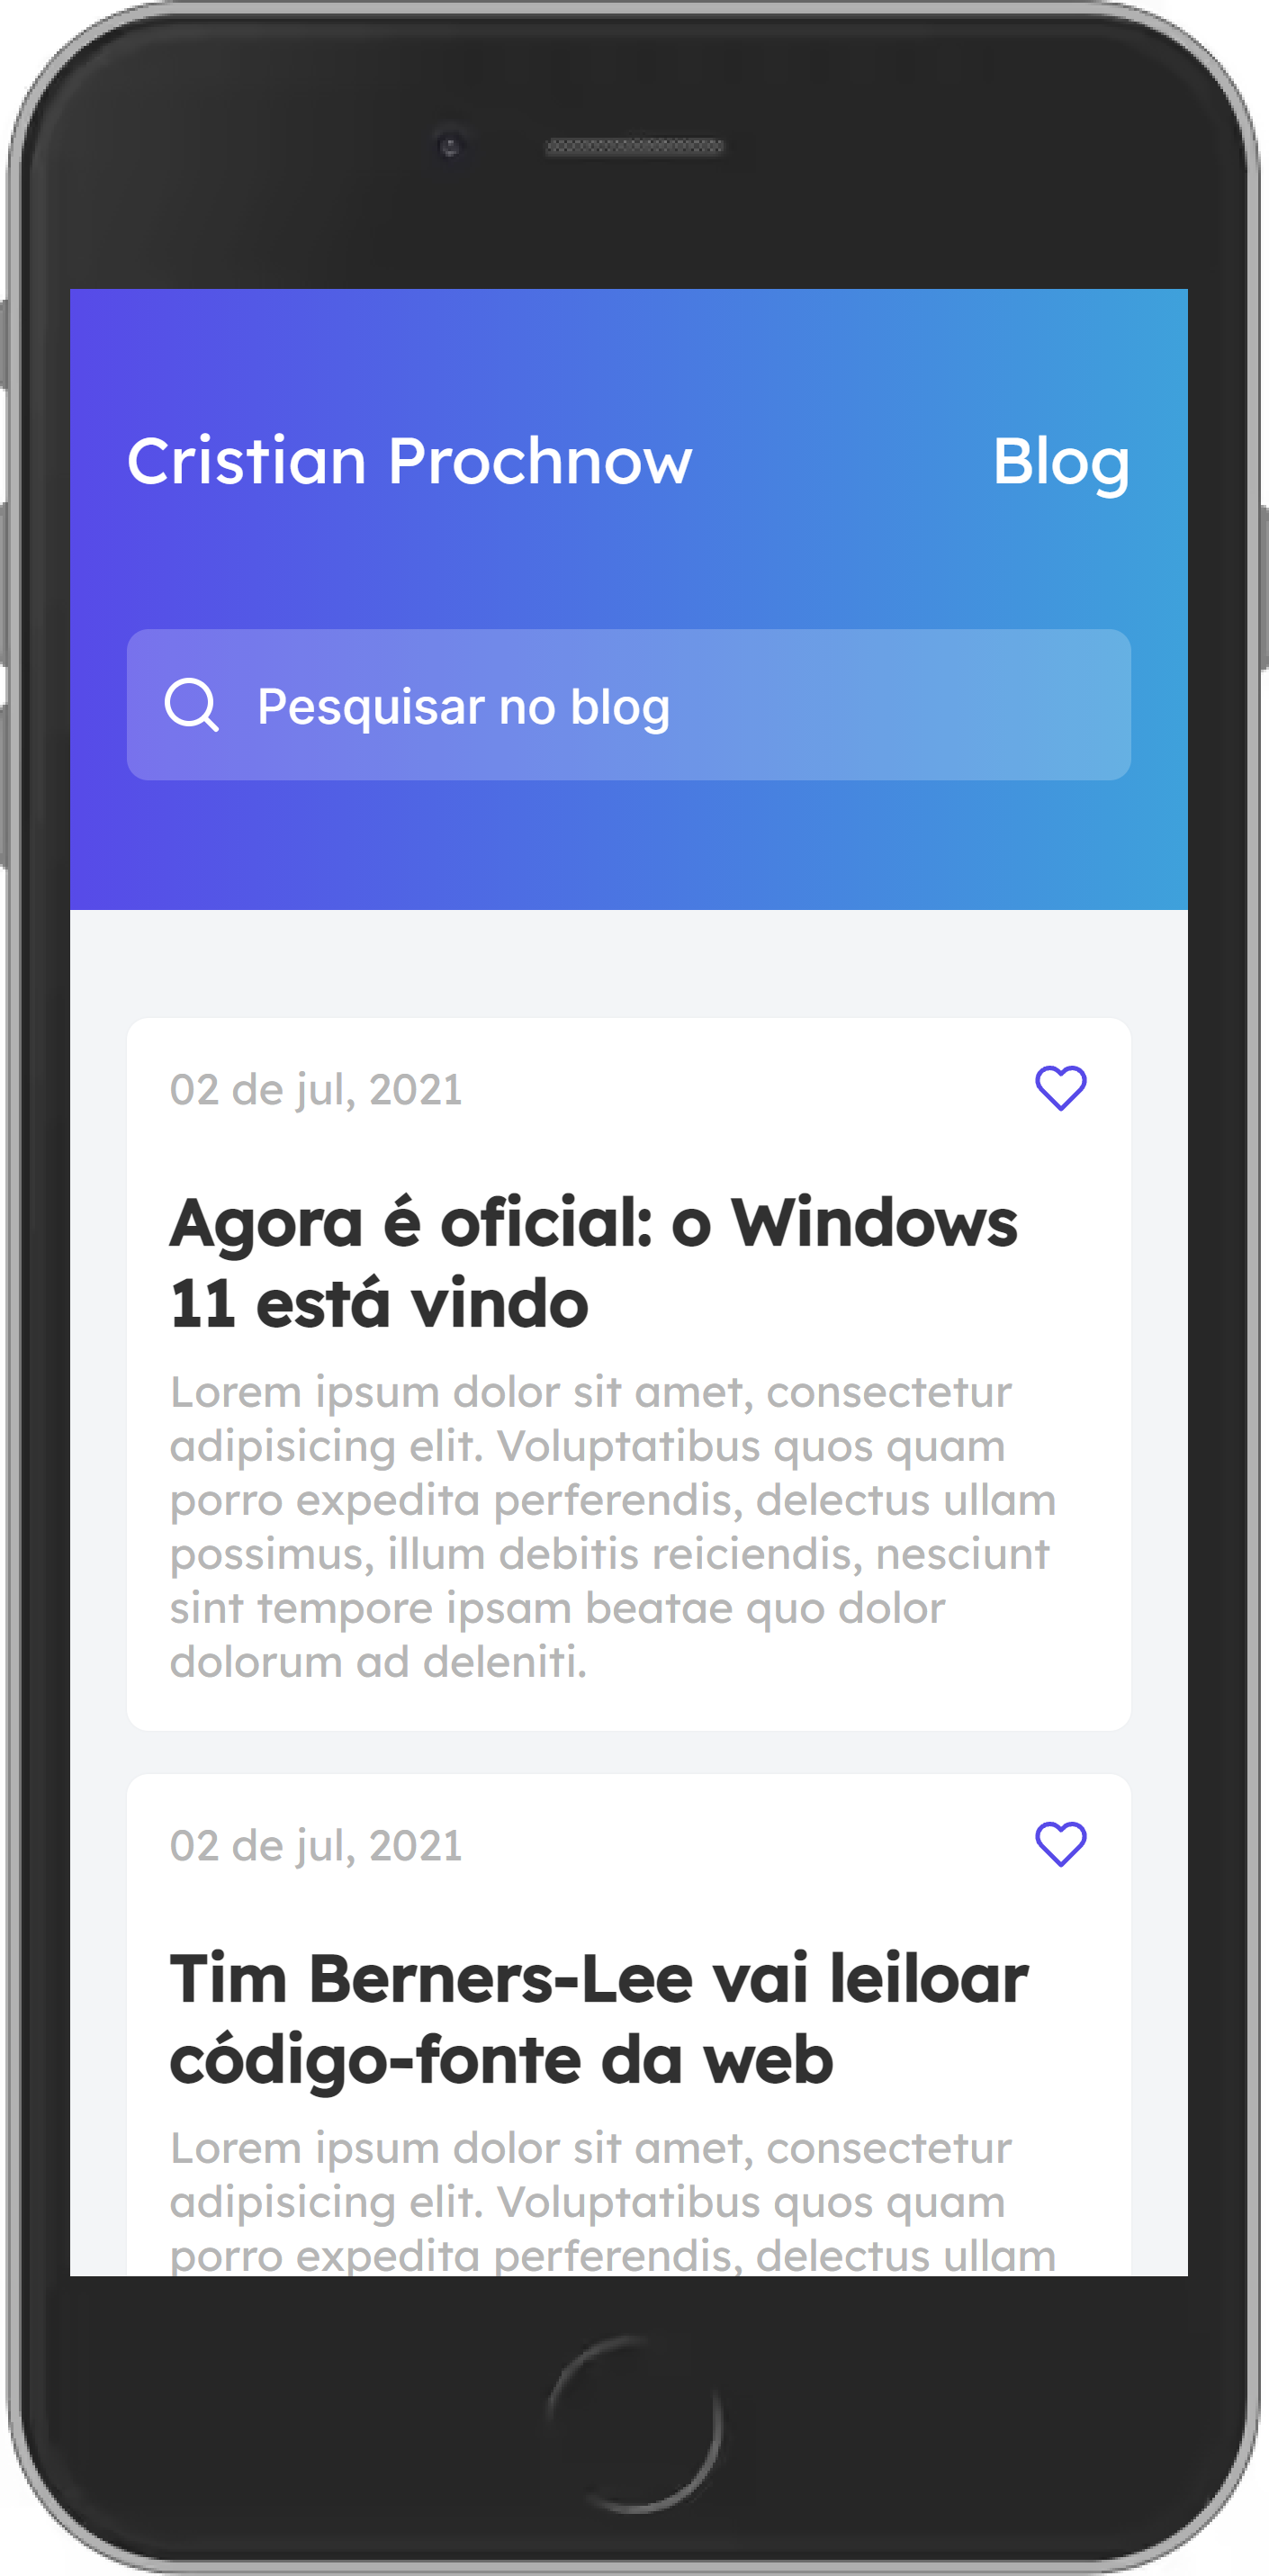 Cristian Prochnow Blog
Pesquisar no blog
02 de jul, 2021
Agora é oficial: o Windows
11 está vindo
Lorem ipsum dolor sit amet, consectetur
adipisicing elit. Voluptatibus quos quam
porro expedita perferendis, delectus ullam
possimus, illum debitis reiciendis, nesciunt
sint tempore ipsam beatae quo dolor
dolorum ad deleniti.
02 de jul, 2021
Tim Berners-Lee vai leiloar
código-fonte da web
Lorem ipsum dolor sit amet, consectetur
adipisicing elit. Voluptatibus quos quam
porro expedita perferendis, delectus ullam